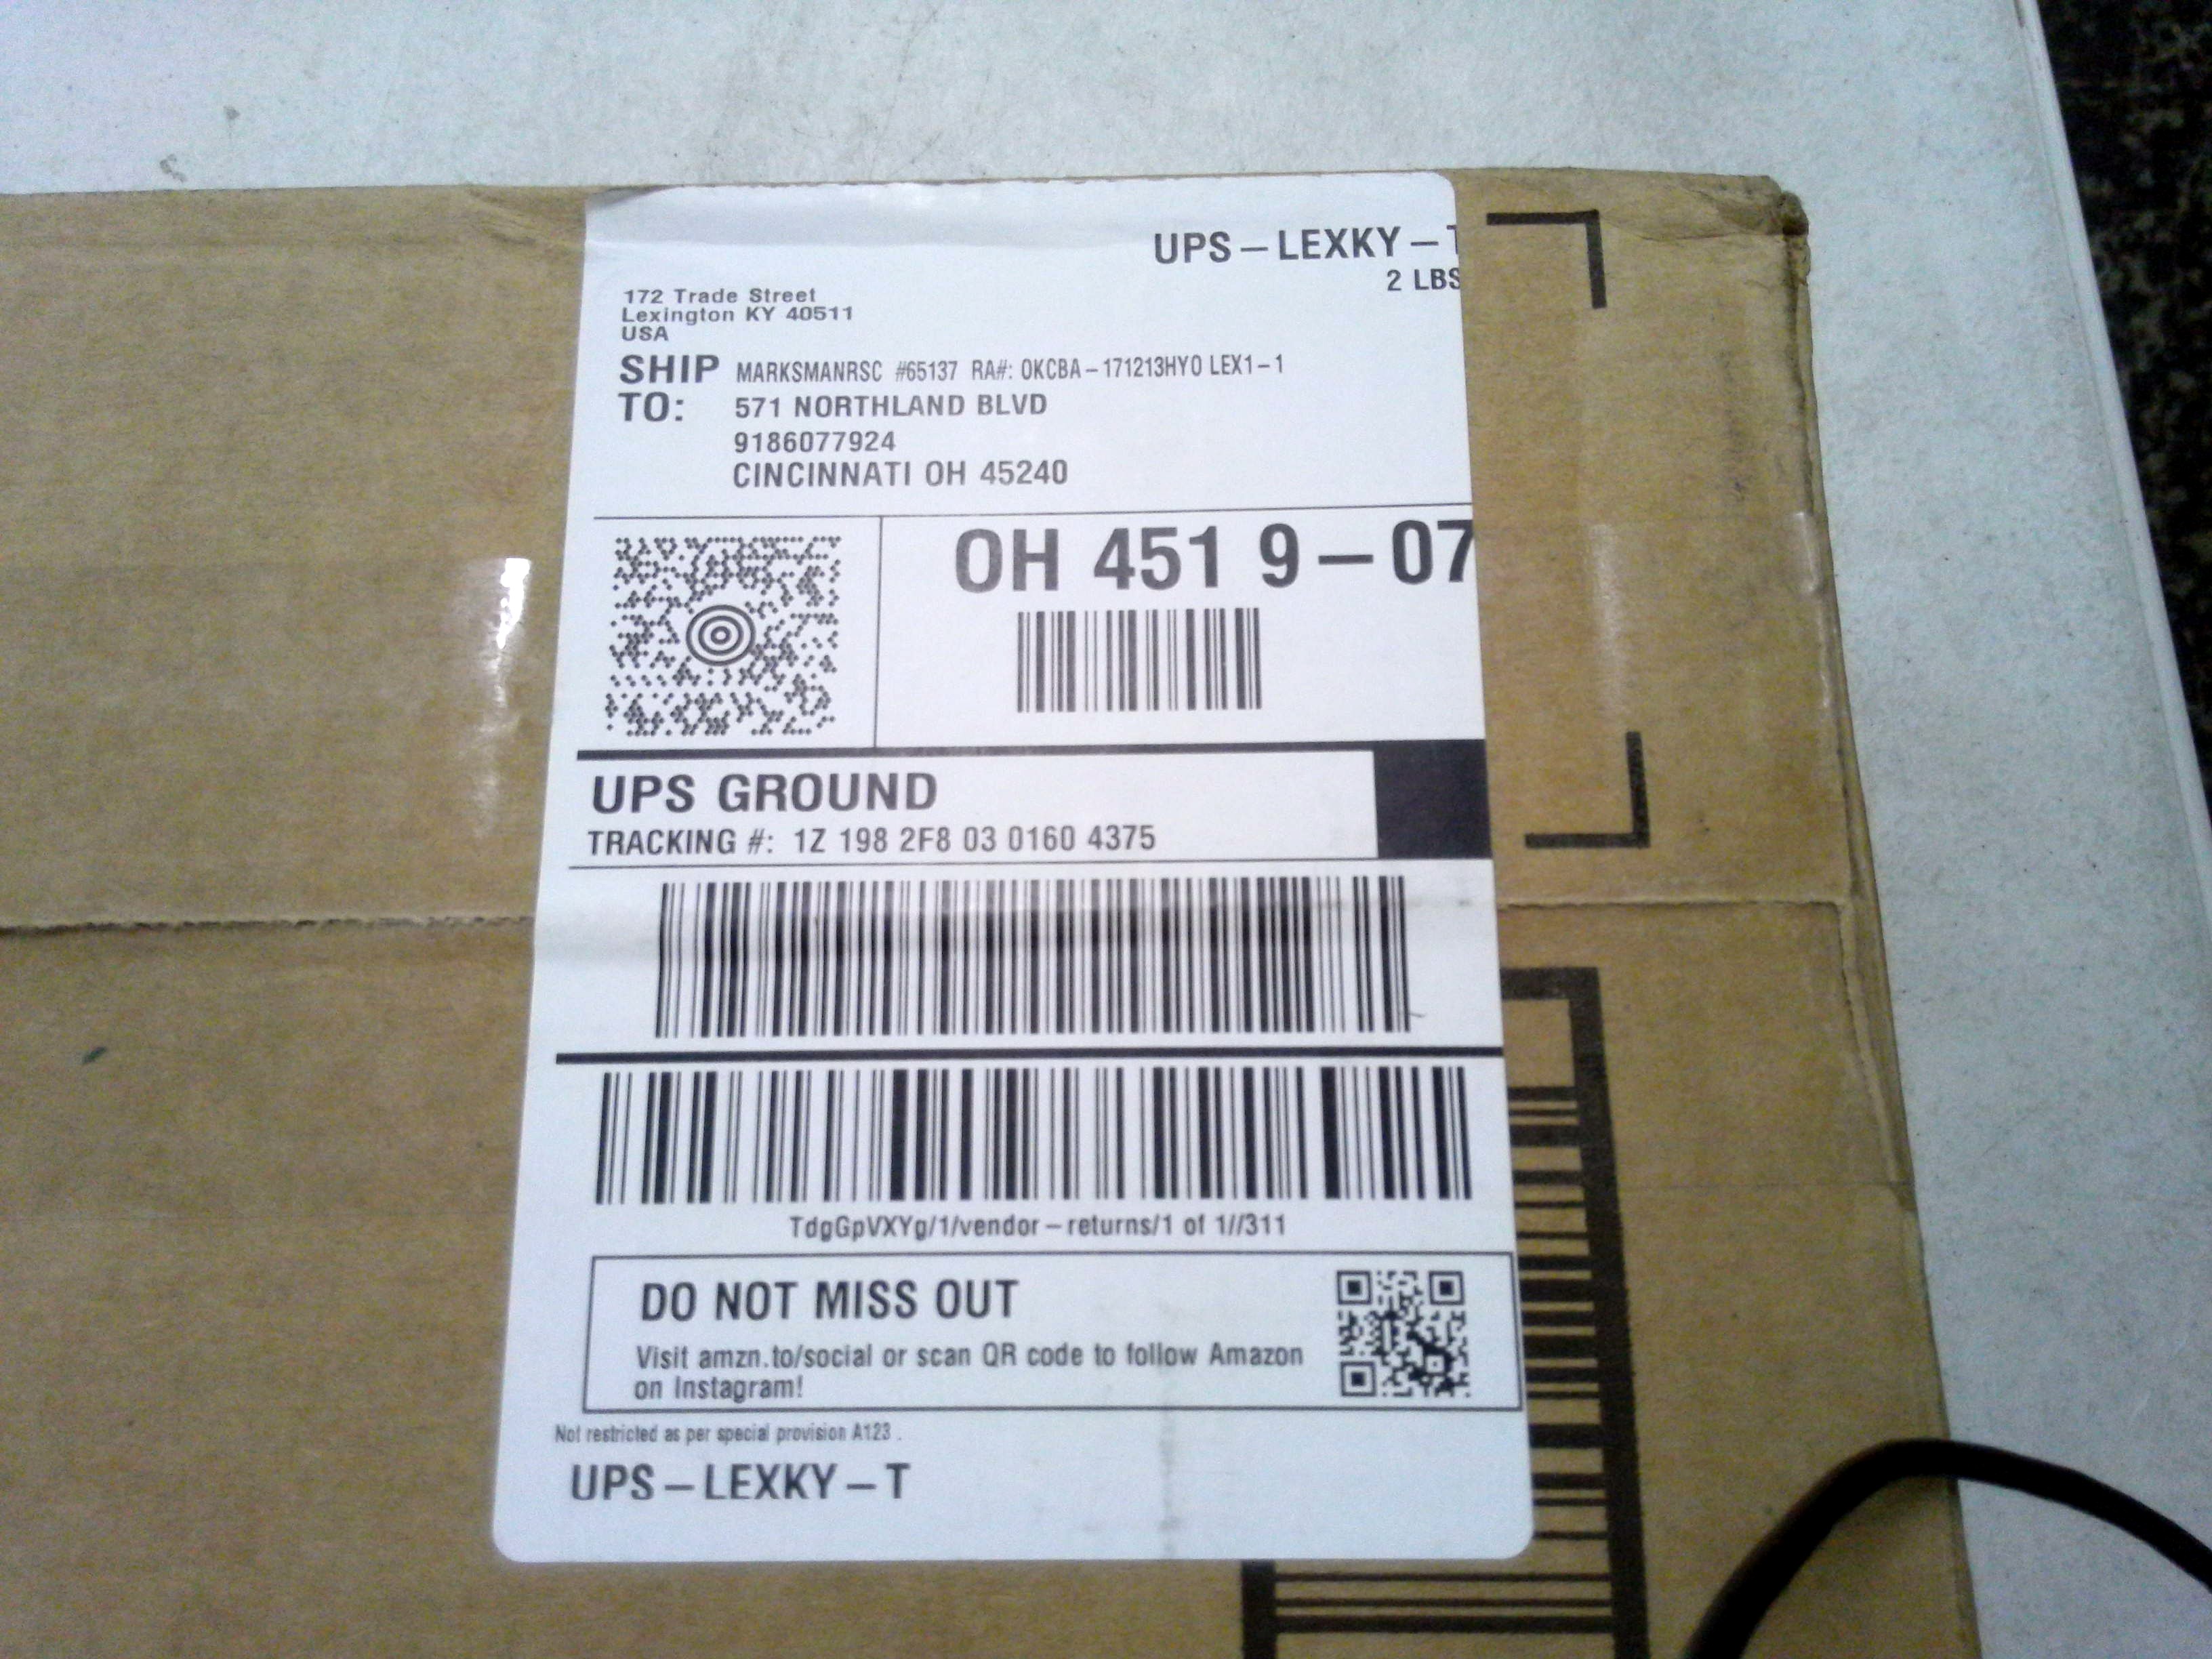 UPS – LEXKY – T
2 LBS
172 Trade Street
Lexington KY 40511
USA
SHIP MARKSMANRSC #65137 RA#: OKCBA – 171213HYO LEX1 – 1
TO: 571 NORTHLAND BLVD
9186077924
CINCINNATI OH 45240
OH 451 9 – 07
UPS GROUND
TRACKING #: 1Z 198 2F8 03 0160 4375
TdgGpVXYg/1/vendor – returns/1 of 1//311
DO NOT MISS OUT
Visit amzn.to/social or scan QR code to follow Amazon
on Instagram!
Not restricted as per special provision A123 .
UPS – LEXKY – T